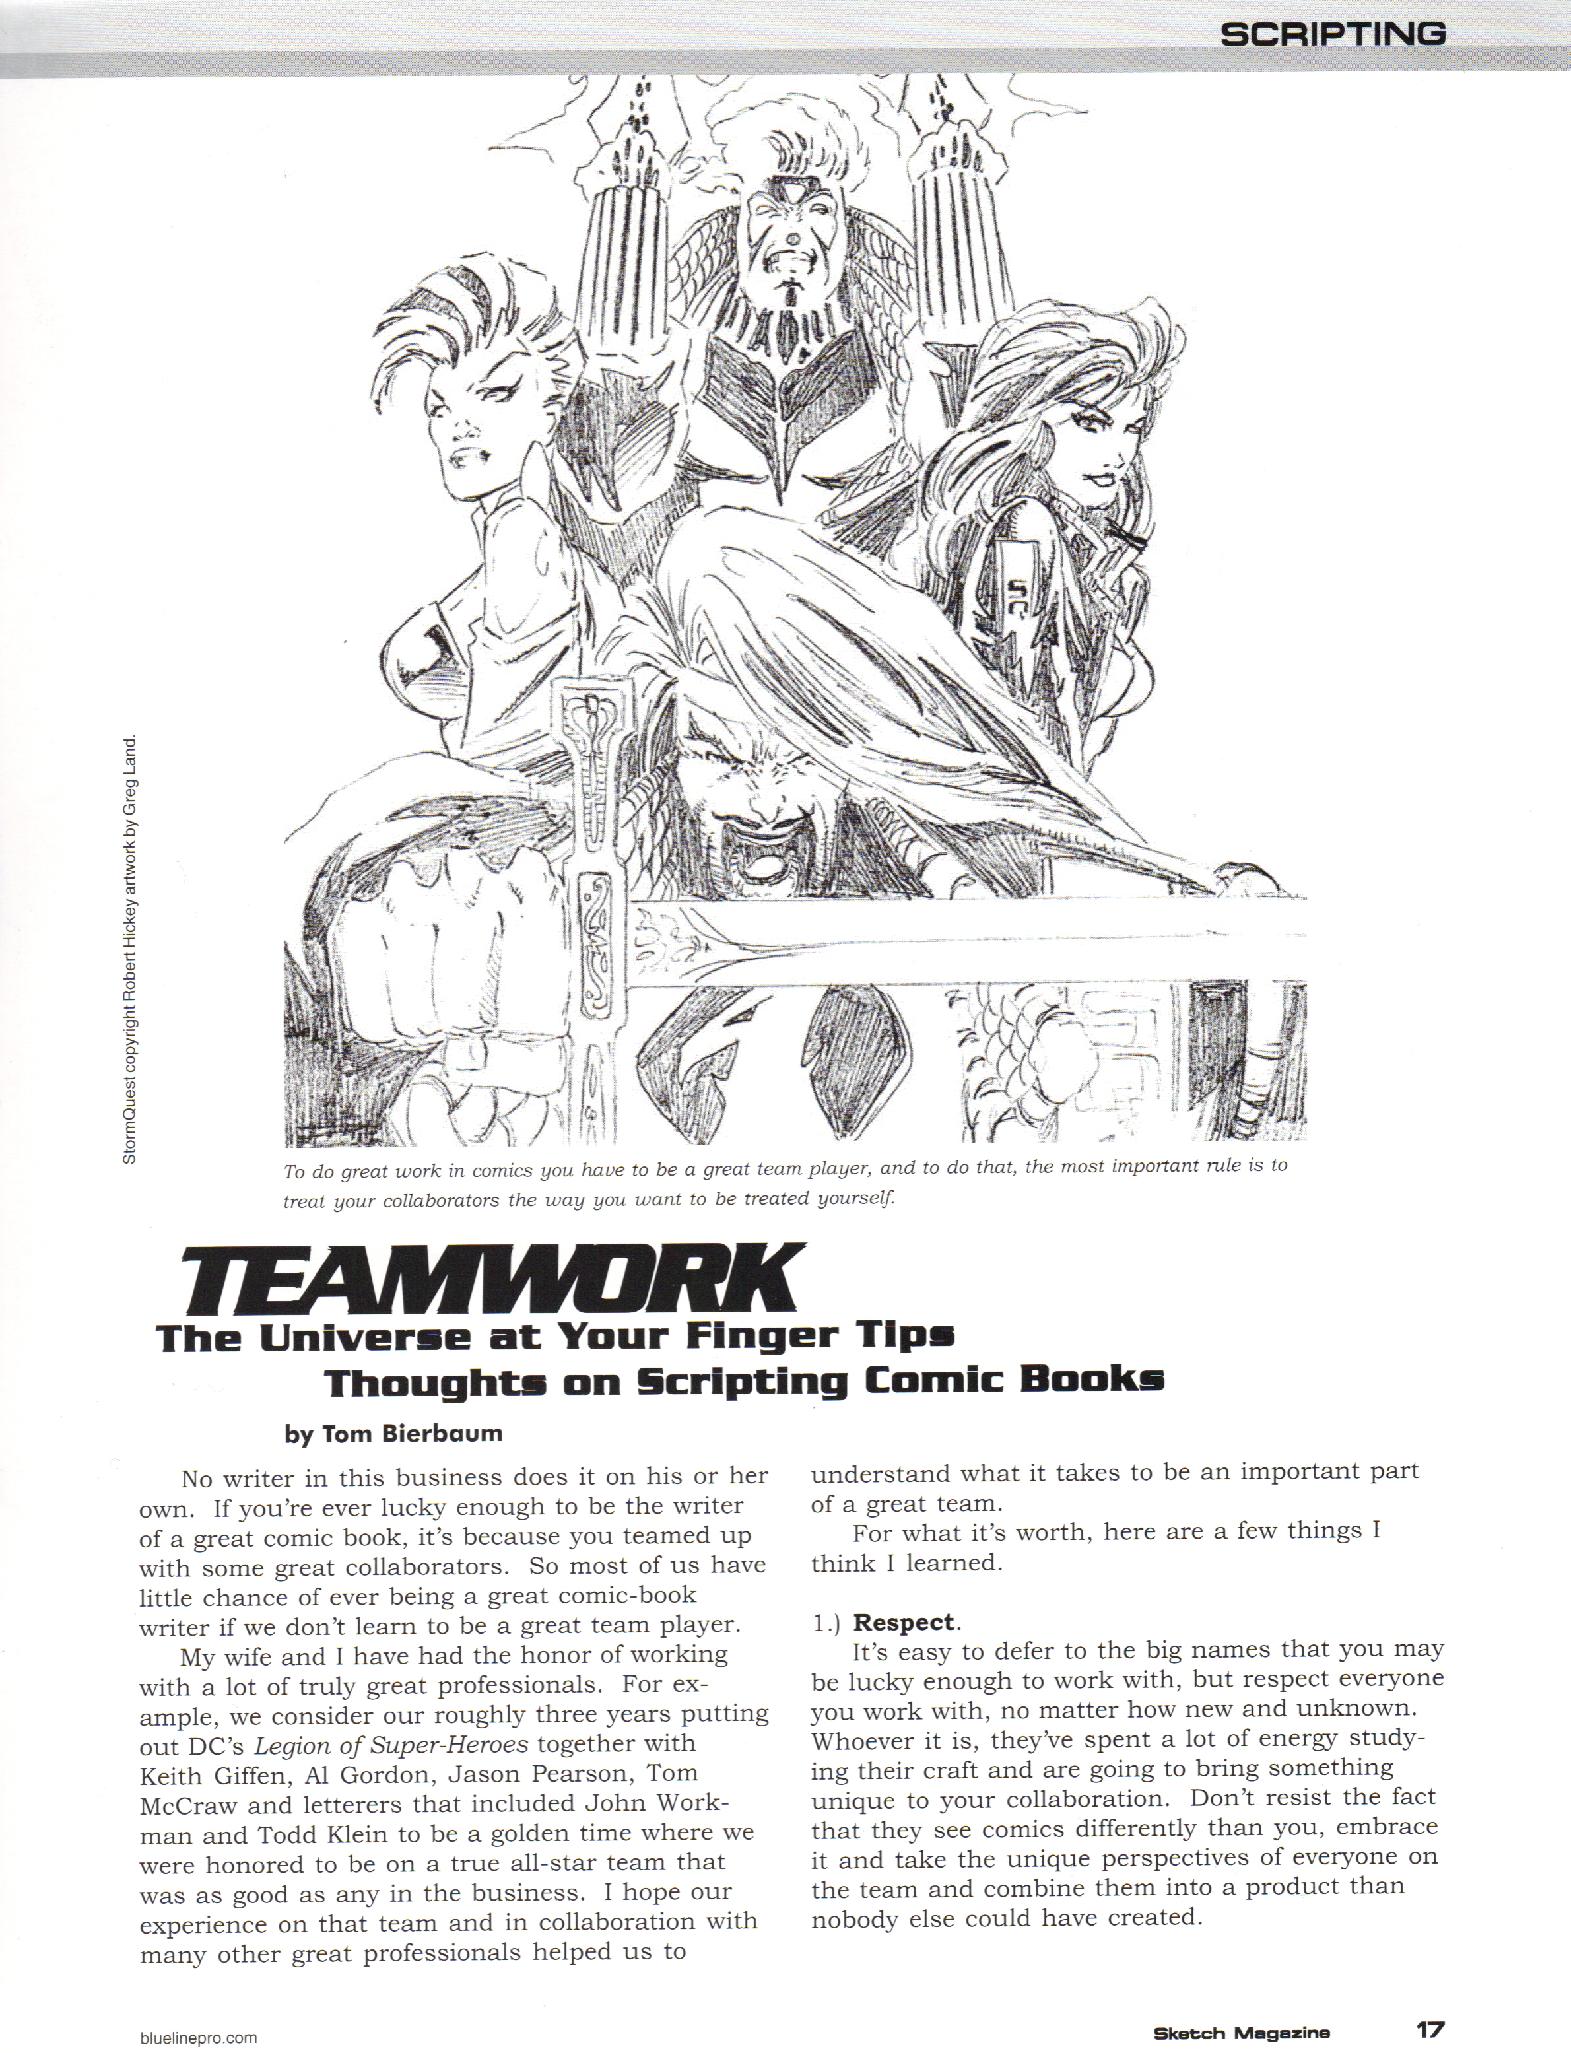 SCRIPTING
StormQuest copyright Robert Hickey artwork by Greg Land.
To do great work in comics you have to be a great team player, and to do that, the most important rule is to
treat your collaborators the way you want to be treated yourself.
TEAMWORK
The Universe at Your Finger Tips
Thoughts on Scripting Comic Books
by Tom Bierbaum
No writer in this business does it on his or her
own. If you're ever lucky enough to be the writer
of a great comic book, it's because you teamed up
with some great collaborators. So most of us have
little chance of ever being a great comic-book
writer if we don't learn to be a great team player.
My wife and I have had the honor of working
with a lot of truly great professionals. For ex-
ample, we consider our roughly three years putting
out DC's Legion of Super-Heroes together with
Keith Giffen, Al Gordon, Jason Pearson, Tom
McCraw and letterers that included John Work-
man and Todd Klein to be a golden time where we
were honored to be on a true all-star team that
was as good as any in the business. I hope our
experience on that team and in collaboration with
many other great professionals helped us to
understand what it takes to be an important part
of a great team.
For what it's worth, here are a few things I
think I learned.
1.) Respect.
It's easy to defer to the big names that you may
be lucky enough to work with, but respect everyone
you work with, no matter how new and unknown.
Whoever it is, they've spent a lot of energy study-
ing their craft and are going to bring something
unique to your collaboration. Don't resist the fact
that they see comics differently than you, embrace
it and take the unique perspectives of everyone on
the team and combine them into a product than
nobody else could have created.
bluelinepro.com
Sketch Magazine 17